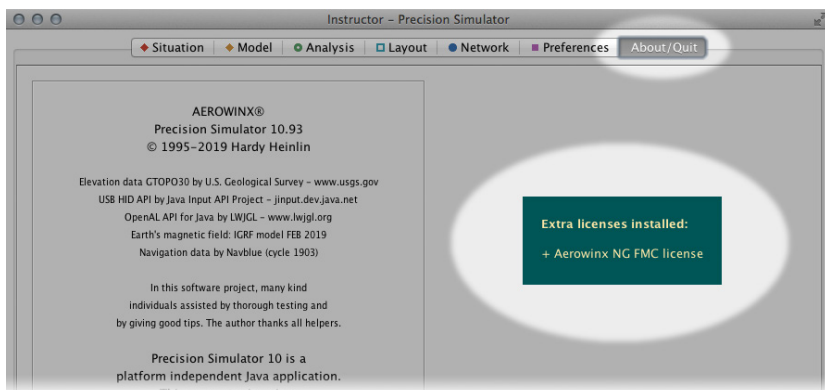 Instructor – Precision Simulator
Situation Model Analysis Layout Network Preferences About/Quit
AEROWINX®
Precision Simulator 10.93
© 1995–2019 Hardy Heinlin
Elevation data GTOPO30 by U.S. Geological Survey – www.usgs.gov
USB HID API by Java Input API Project – jinput.dev.java.net
OpenAL API for Java by LWJGL – www.lwjgl.org
Earth's magnetic field: IGRF model FEB 2019
Navigation data by Navblue (cycle 1903)
In this software project, many kind
individuals assisted by thorough testing and
by giving good tips. The author thanks all helpers.
Precision Simulator 10 is a
platform independent Java application.
Extra licenses installed:
+ Aerowinx NG FMC license